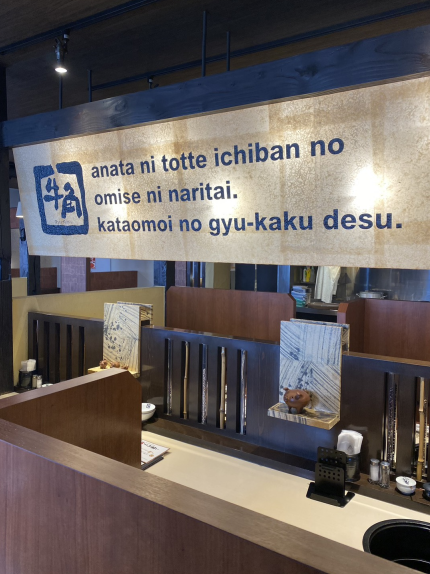 牛角
anata ni totte ichiban no
omise ni naritai.
kataomoi no gyu-kaku desu.